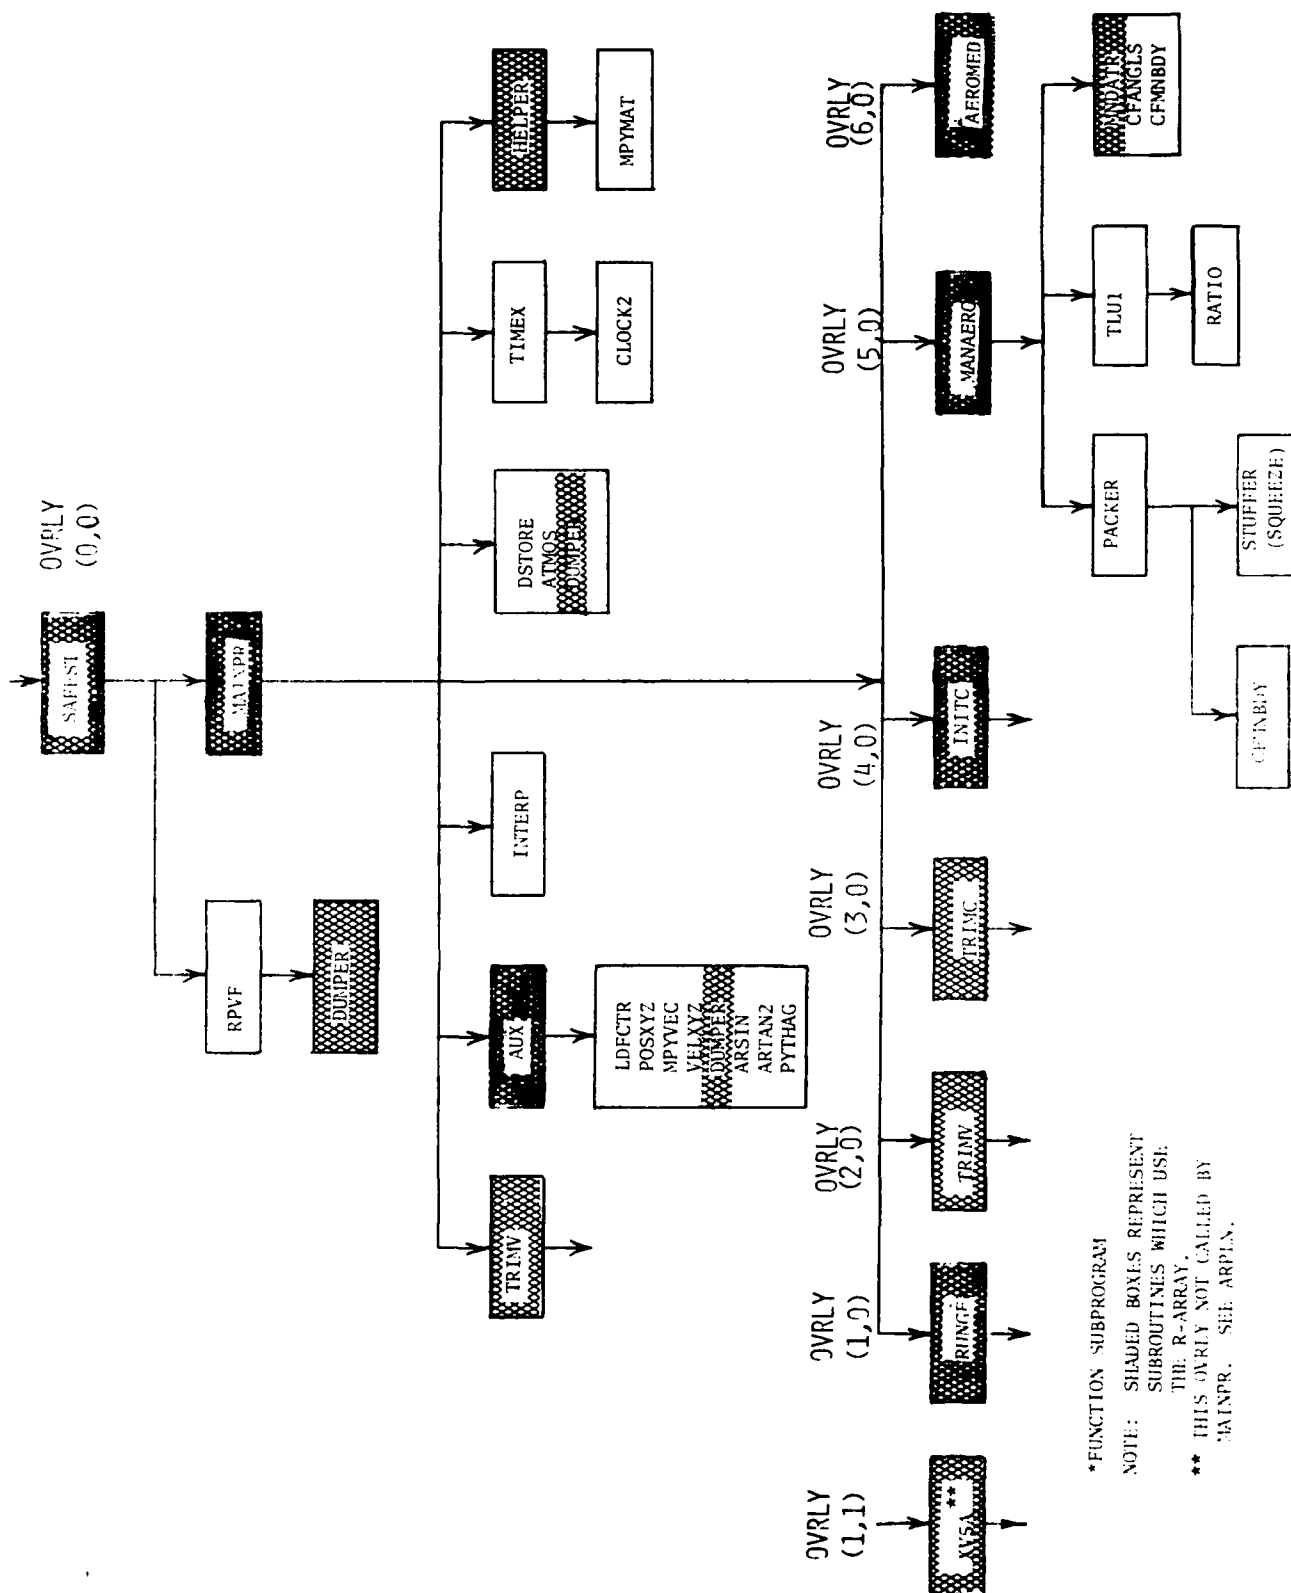 OVRLY
(0,0)
SAFEST
RPVF
MAINPR
DUMPER
TRIMV
AUX
INTERP
DSTORE
ATMOS
DUMPER
TIMEX
HELPER
LDFCTR
POSXYZ
MPYVEC
VELXYZ
DUMPER
ARSIN
ARTAN2
PYTHAG
CLOCK2
MPYMAT
OVRLY
(1,1)
OVRLY
(1,0)
OVRLY
(2,0)
OVRLY
(3,0)
OVRLY
(4,0)
OVRLY
(5,0)
OVRLY
(6,0)
XV5A **
RUNGE
TRIMV
TRIMC
INITC
MANAERO
AEROMED
PACKER
TLU1
MNDATR
CFANGLS
CFMNBDY
CFMNBDY
STUFFER
(SQUEEZE)
RATIO
*FUNCTION SUBPROGRAM
NOTE: SHADED BOXES REPRESENT
SUBROUTINES WHICH USE
THE R-ARRAY.
** THIS OVRLY NOT CALLED BY
MAINPR. SEE ARPLN.